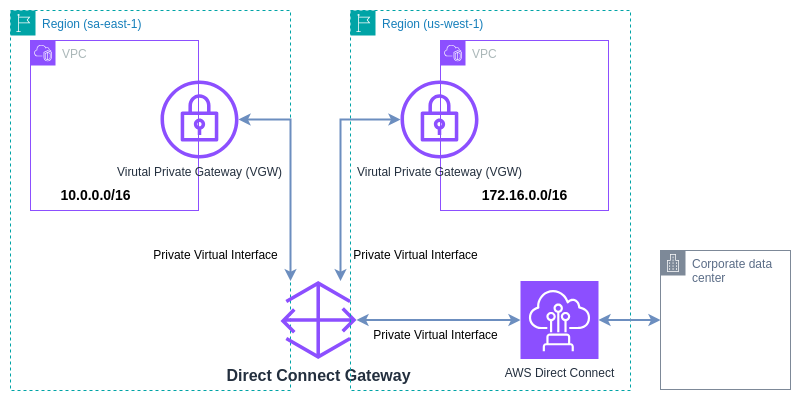 Region (sa-east-1)
Region (us-west-1)
VPC
VPC
Virutal Private Gateway (VGW)
Virutal Private Gateway (VGW)
10.0.0.0/16
172.16.0.0/16
Private Virtual Interface
Private Virtual Interface
Corporate data
center
Private Virtual Interface
Direct Connect Gateway
AWS Direct Connect